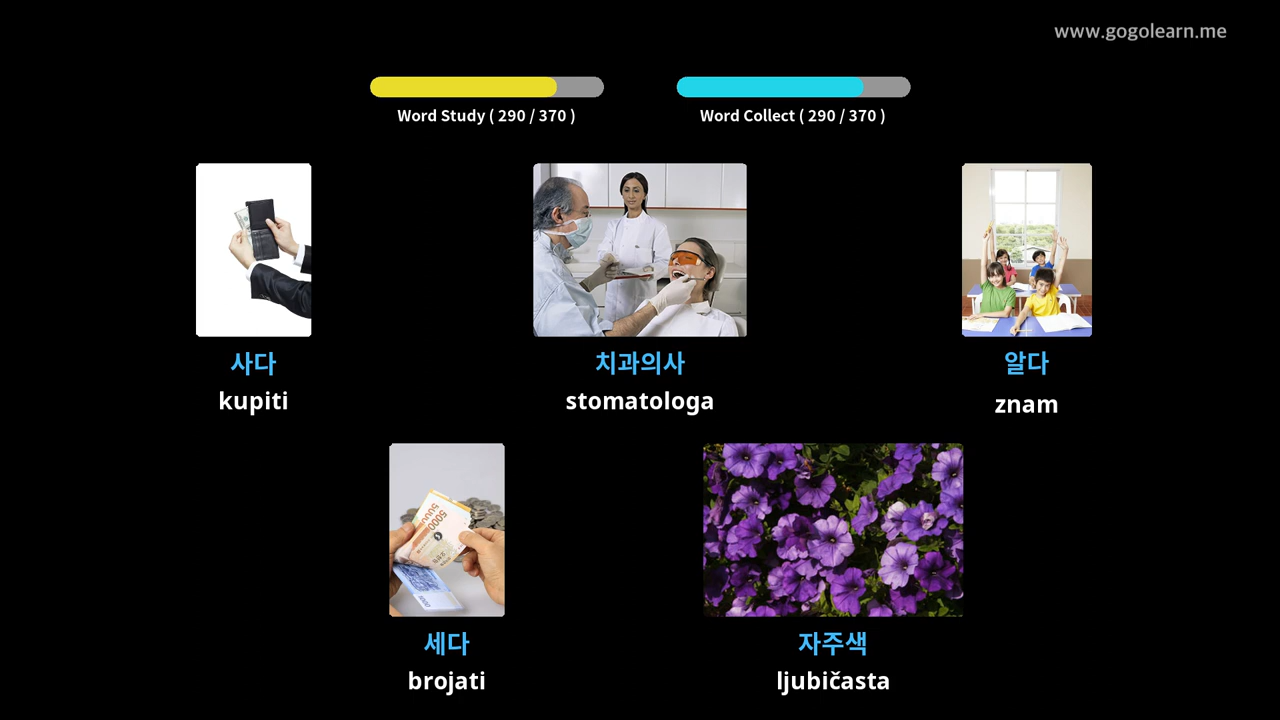 www.gogolearn.me
Word Study ( 290 / 370 )
Word Collect ( 290 / 370 )
사다
kupiti
치과의사
stomatologa
알다
znam
5000
세다
brojati
자주색
ljubičasta